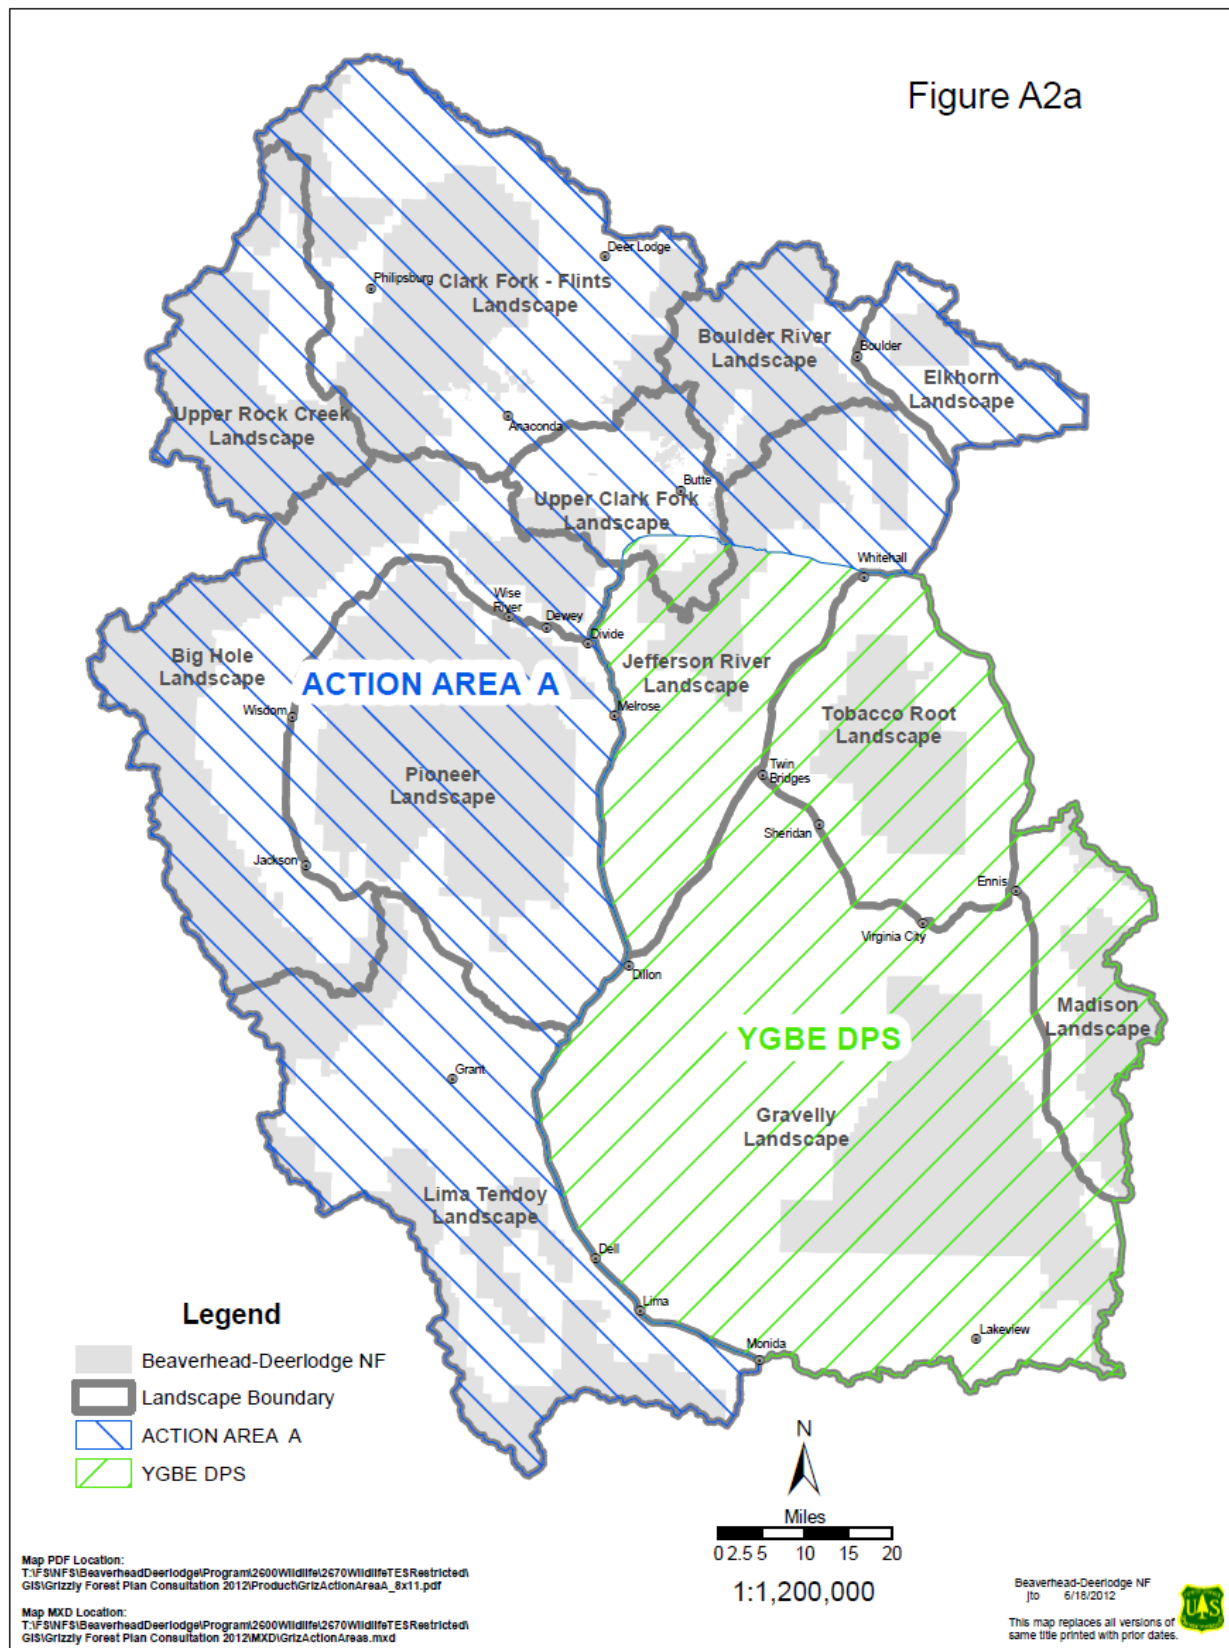 Figure A2a
Deer Lodge
Philipsburg
Clark Fork - Flints
Landscape
Boulder River
Landscape
Boulder
Elkhorn
Landscape
Upper Rock Creek
Landscape
Anaconda
Butte
Upper Clark Fork
Landscape
Whitehall
Wise
River
Dewey
Divide
Big Hole
Landscape
ACTION AREA A
Jefferson River
Landscape
Wisdom
Melrose
Tobacco Root
Landscape
Pioneer
Landscape
Twin
Bridges
Sheridan
Jackson
Ennis
Virginia City
Dillon
Madison
Landscape
YGBE DPS
Grant
Gravelly
Landscape
Lima Tendoy
Landscape
Dell
Lima
Lakeview
Monida
Legend
Beaverhead-Deerlodge NF
Landscape Boundary
ACTION AREA A
YGBE DPS
N
Miles
0 2.5 5 10 15 20
1:1,200,000
Map PDF Location:
T:\FS\NFS\BeaverheadDeerlodge\Program\2600Wildlife\2670WildlifeTESRestricted\
GIS\Grizzly Forest Plan Consultation 2012\Product\GrizActionAreaA_8x11.pdf
Map MXD Location:
T:\FS\NFS\BeaverheadDeerlodge\Program\2600Wildlife\2670WildlifeTESRestricted\
GIS\Grizzly Forest Plan Consultation 2012\MXD\GrizActionAreas.mxd
Beaverhead-Deerlodge NF
jto 6/18/2012
This map replaces all versions of
same title printed with prior dates.
U S